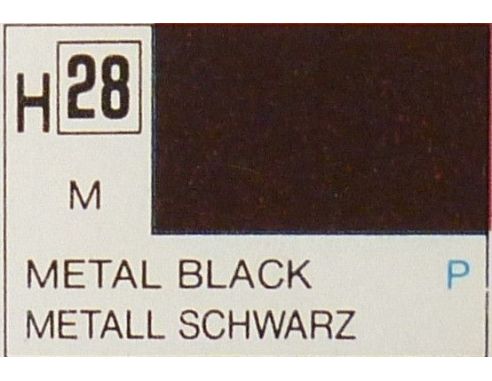 H 28
M
METAL BLACK P
METALL SCHWARZ